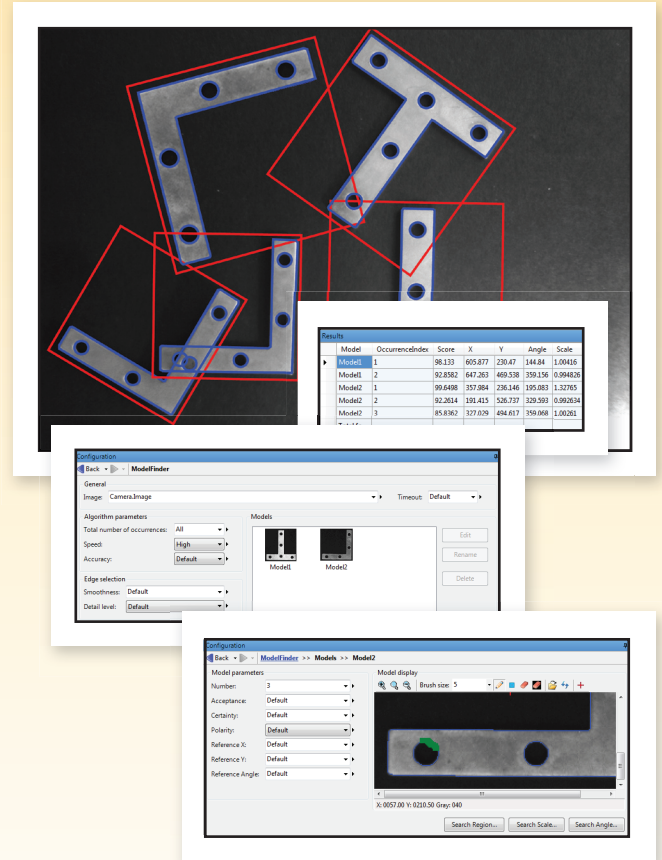 Results
Model OccurrenceIndex Score X Y Angle Scale
Model1 1 98.133 605.877 230.47 144.84 1.00416
Model1 2 92.8582 647.263 469.538 359.156 0.994826
Model2 1 99.6498 357.984 236.146 195.083 1.32765
Model2 2 92.2614 191.415 526.737 329.593 0.992634
Model2 3 85.8362 327.029 494.617 359.068 1.00261
Configuration
Back ModelFinder
General
Image: Camera.Image Timeout: Default
Algorithm parameters Models
Total number of occurrences: All
Speed: High
Accuracy: Default
Edit
Rename
Delete
Model1 Model2
Edge selection
Smoothness: Default
Detail level: Default
Configuration
Back ModelFinder >> Models >> Model2
Model parameters Model display
Number: 3 Brush size: 5
Acceptance: Default
Certainty: Default
Polarity: Default
Reference X: Default
Reference Y: Default
Reference Angle: Default
X: 0057.00 Y: 0210.50 Gray: 040
Search Region... Search Scale... Search Angle...